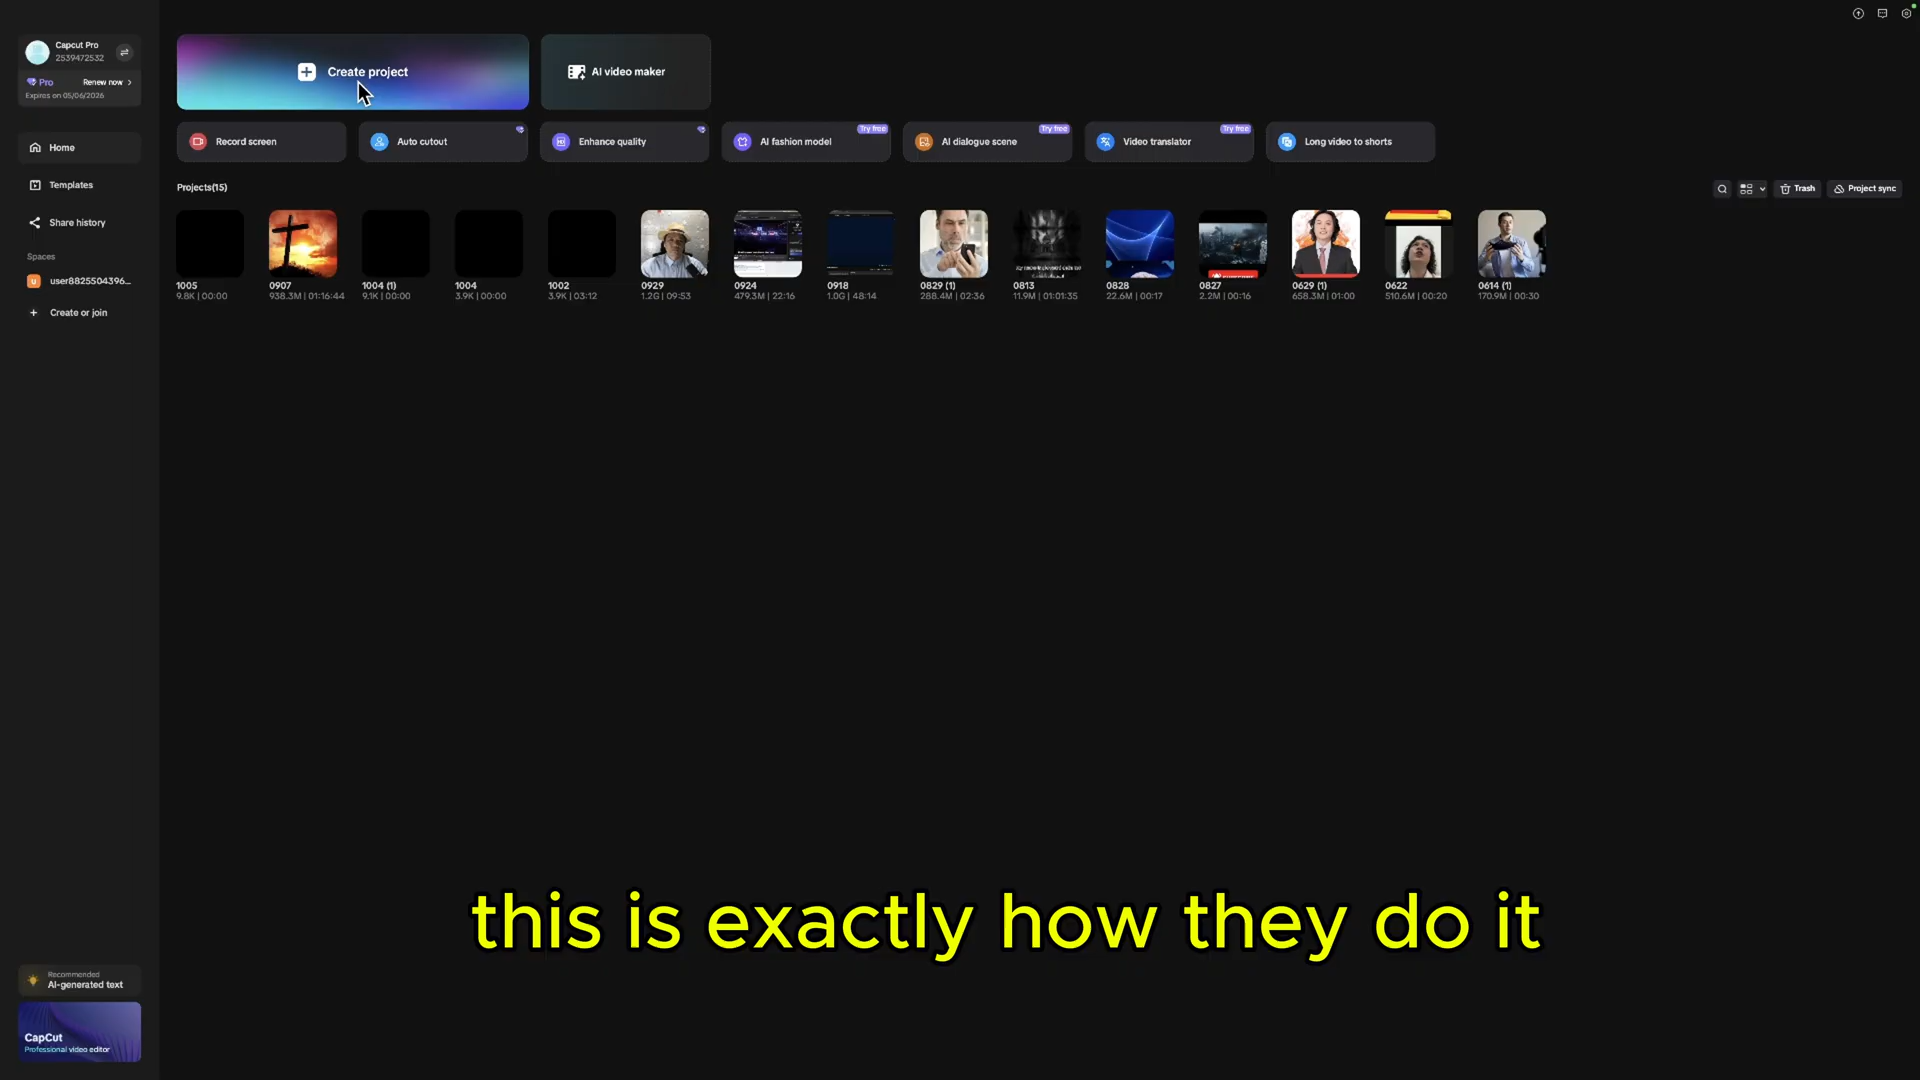 Capcut Pro
2539472532
Pro
Renew now
Expires on 05/06/2026
Home
Templates
Share history
Spaces
user8825504396...
Create or join
Recommended
AI-generated text
CapCut
Professional video editor
Create project
AI video maker
Record screen
Auto cutout
Enhance quality
AI fashion model
Try free
AI dialogue scene
Try free
Video translator
Try free
Long video to shorts
Projects(15)
Trash
Project sync
1005
9.8K | 00:00
0907
938.3M | 01:16:44
1004 (1)
9.1K | 00:00
1004
3.9K | 00:00
1002
3.9K | 03:12
0929
1.2G | 09:53
0924
479.3M | 22:16
0918
1.0G | 48:14
0829 (1)
288.4M | 02:36
0813
11.9M | 01:01:35
0828
22.6M | 00:17
0827
2.2M | 00:16
0629 (1)
658.3M | 01:00
0622
510.6M | 00:20
0614 (1)
170.9M | 00:30
this is exactly how they do it